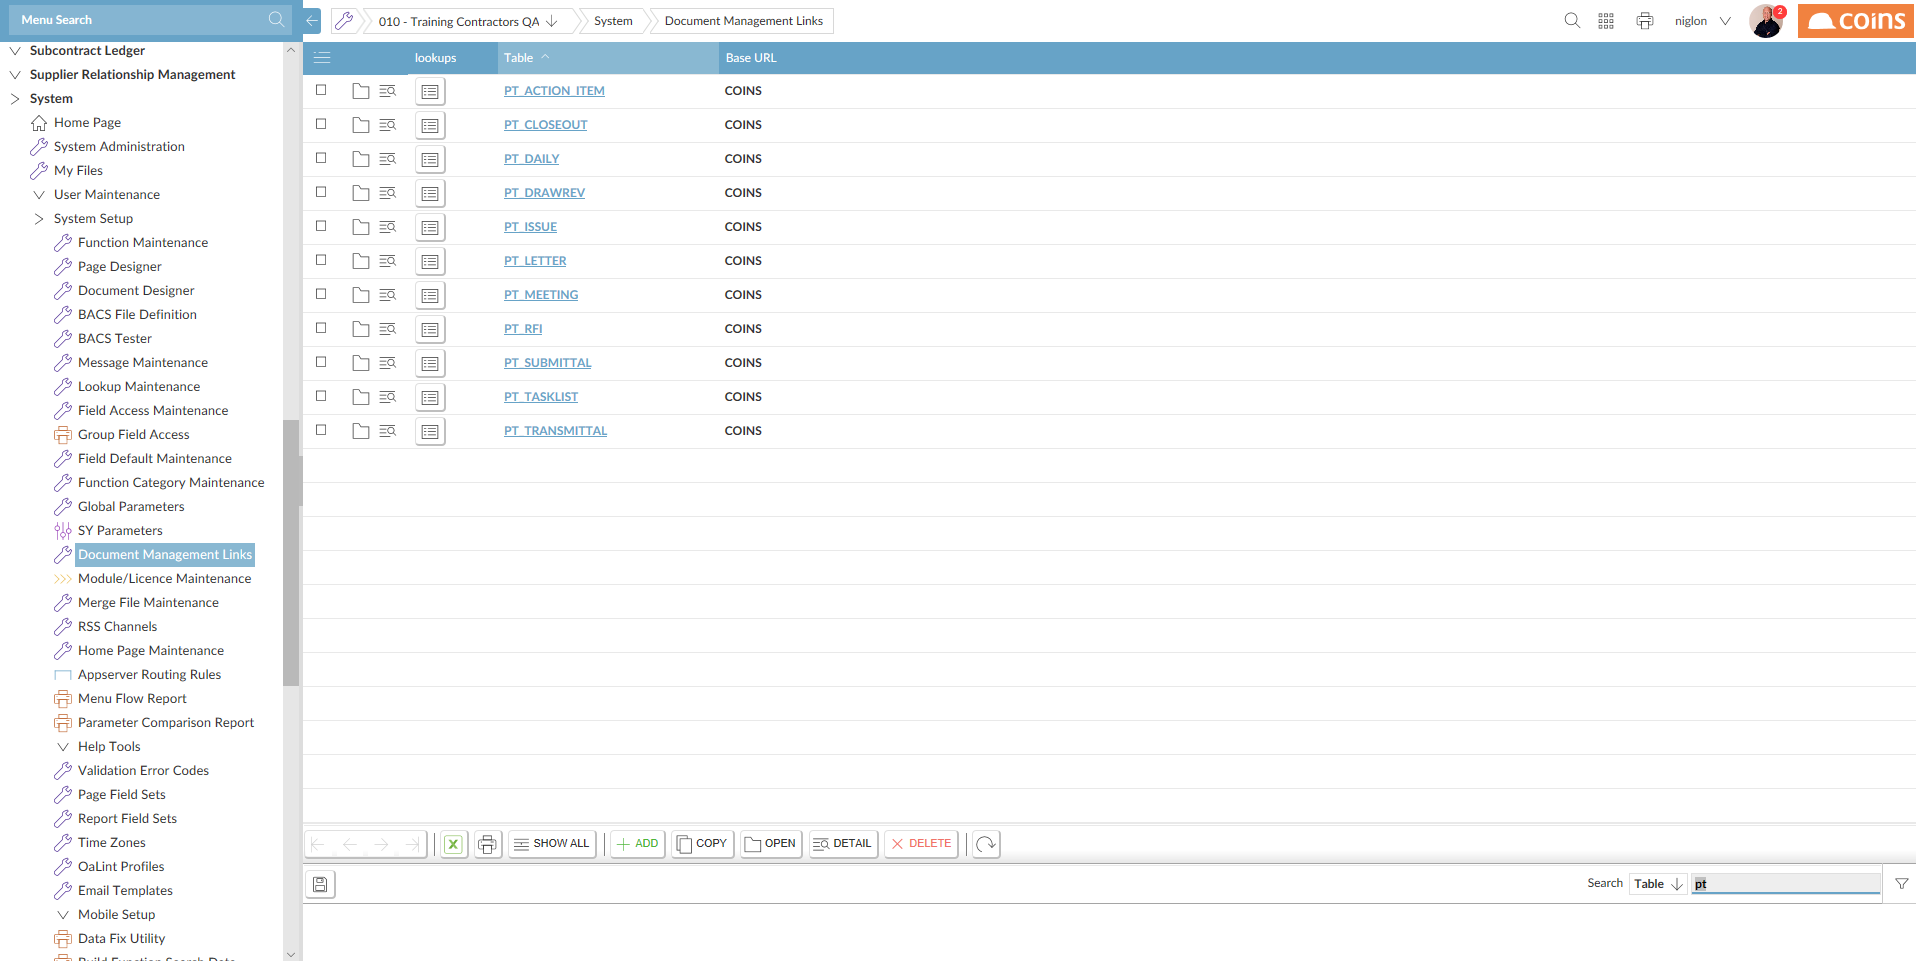 Menu Search
010 - Training Contractors QA
System
Document Management Links
niglon
2
coins
Subcontract Ledger
Supplier Relationship Management
System
Home Page
System Administration
My Files
User Maintenance
System Setup
Function Maintenance
Page Designer
Document Designer
BACS File Definition
BACS Tester
Message Maintenance
Lookup Maintenance
Field Access Maintenance
Group Field Access
Field Default Maintenance
Function Category Maintenance
Global Parameters
SY Parameters
Document Management Links
Module/Licence Maintenance
Merge File Maintenance
RSS Channels
Home Page Maintenance
Appserver Routing Rules
Menu Flow Report
Parameter Comparison Report
Help Tools
Validation Error Codes
Page Field Sets
Report Field Sets
Time Zones
OaLint Profiles
Email Templates
Mobile Setup
Data Fix Utility
lookups Table Base URL
PT_ACTION_ITEM COINS
PT_CLOSEOUT COINS
PT_DAILY COINS
PT_DRAWREV COINS
PT_ISSUE COINS
PT_LETTER COINS
PT_MEETING COINS
PT_RFI COINS
PT_SUBMITTAL COINS
PT_TASKLIST COINS
PT_TRANSMITTAL COINS
SHOW ALL ADD COPY OPEN DETAIL DELETE
Search Table pt